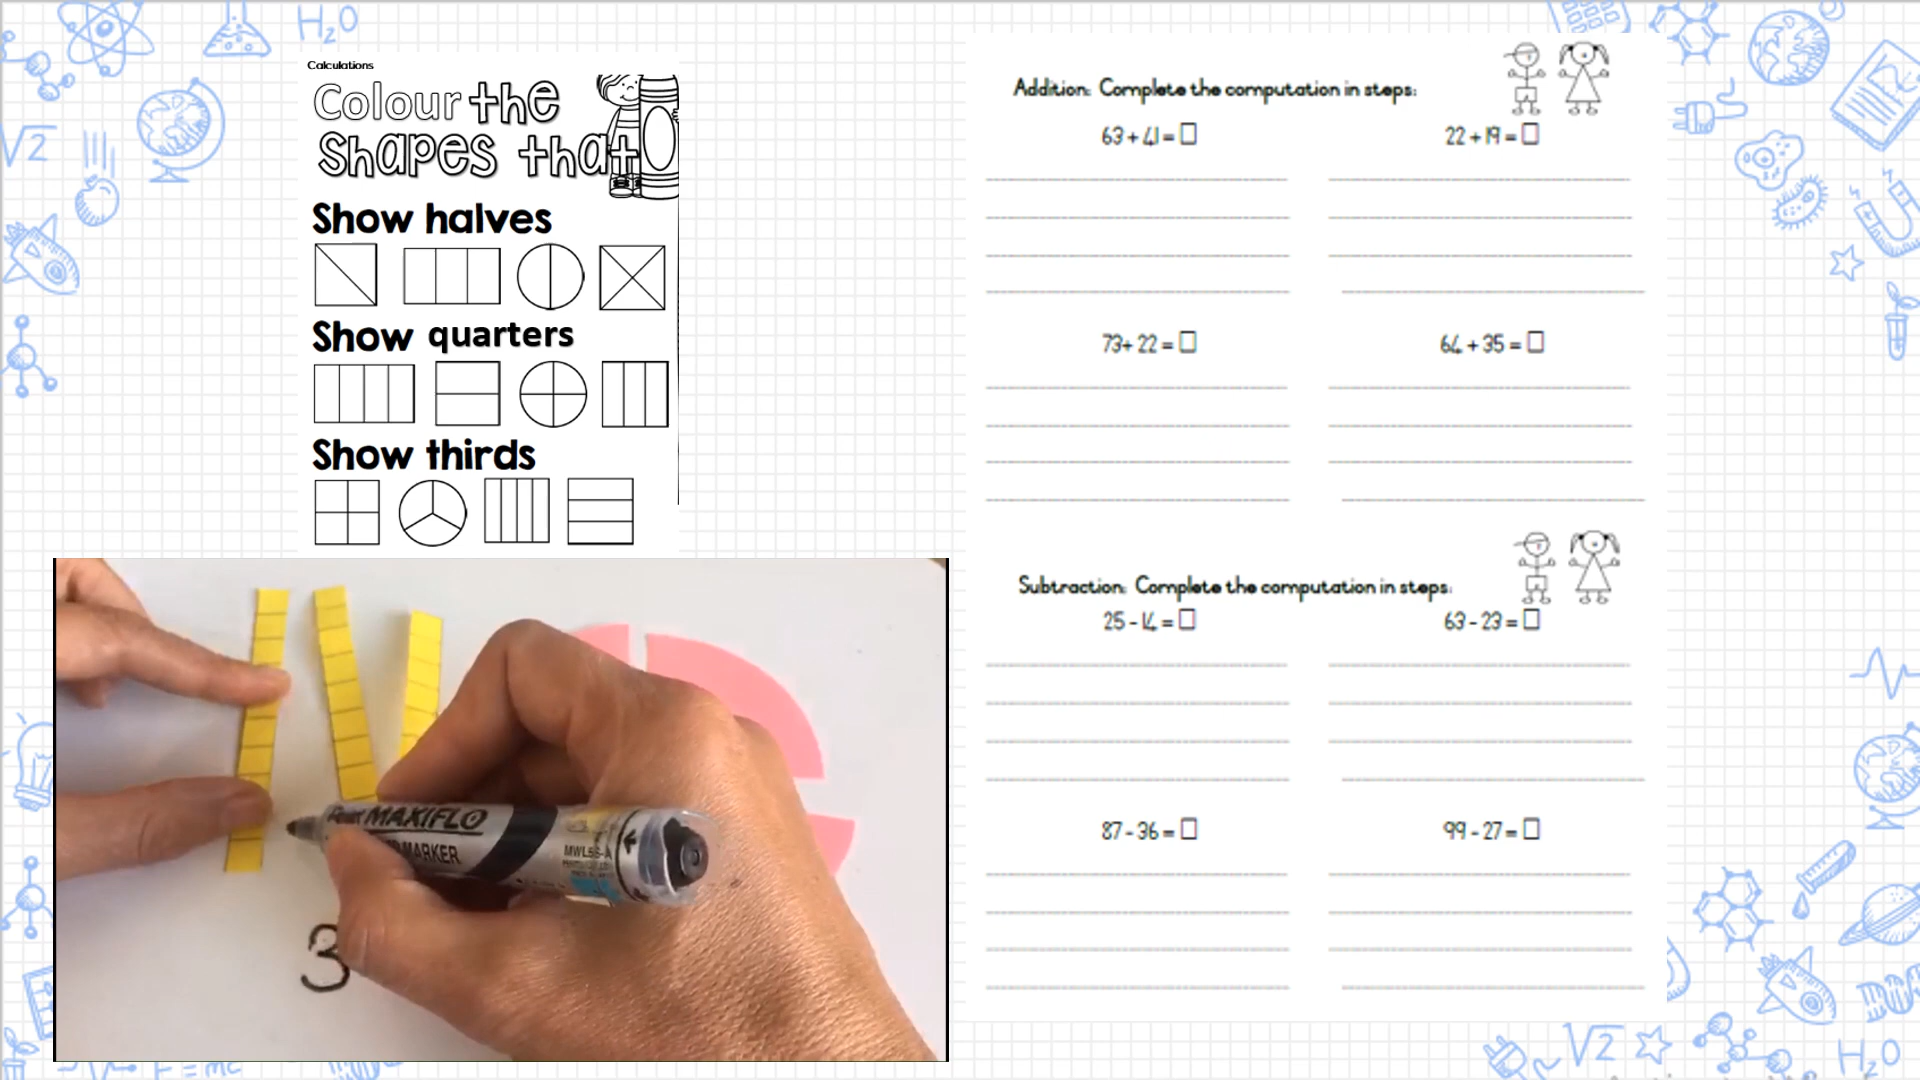 Calculations
Colour the
Shapes that
Show halves
Show quarters
Show thirds
Addition: Complete the computation in steps:
63 + 41 = □
22 + 19 = □
73+ 22 = □
64 + 35 = □
Subtraction: Complete the computation in steps:
25 - 14 = □
63 - 23 = □
87 - 36 = □
99 - 27 = □
MAXIFLO
MARKER
3
H₂O
√2
√2
H₂O